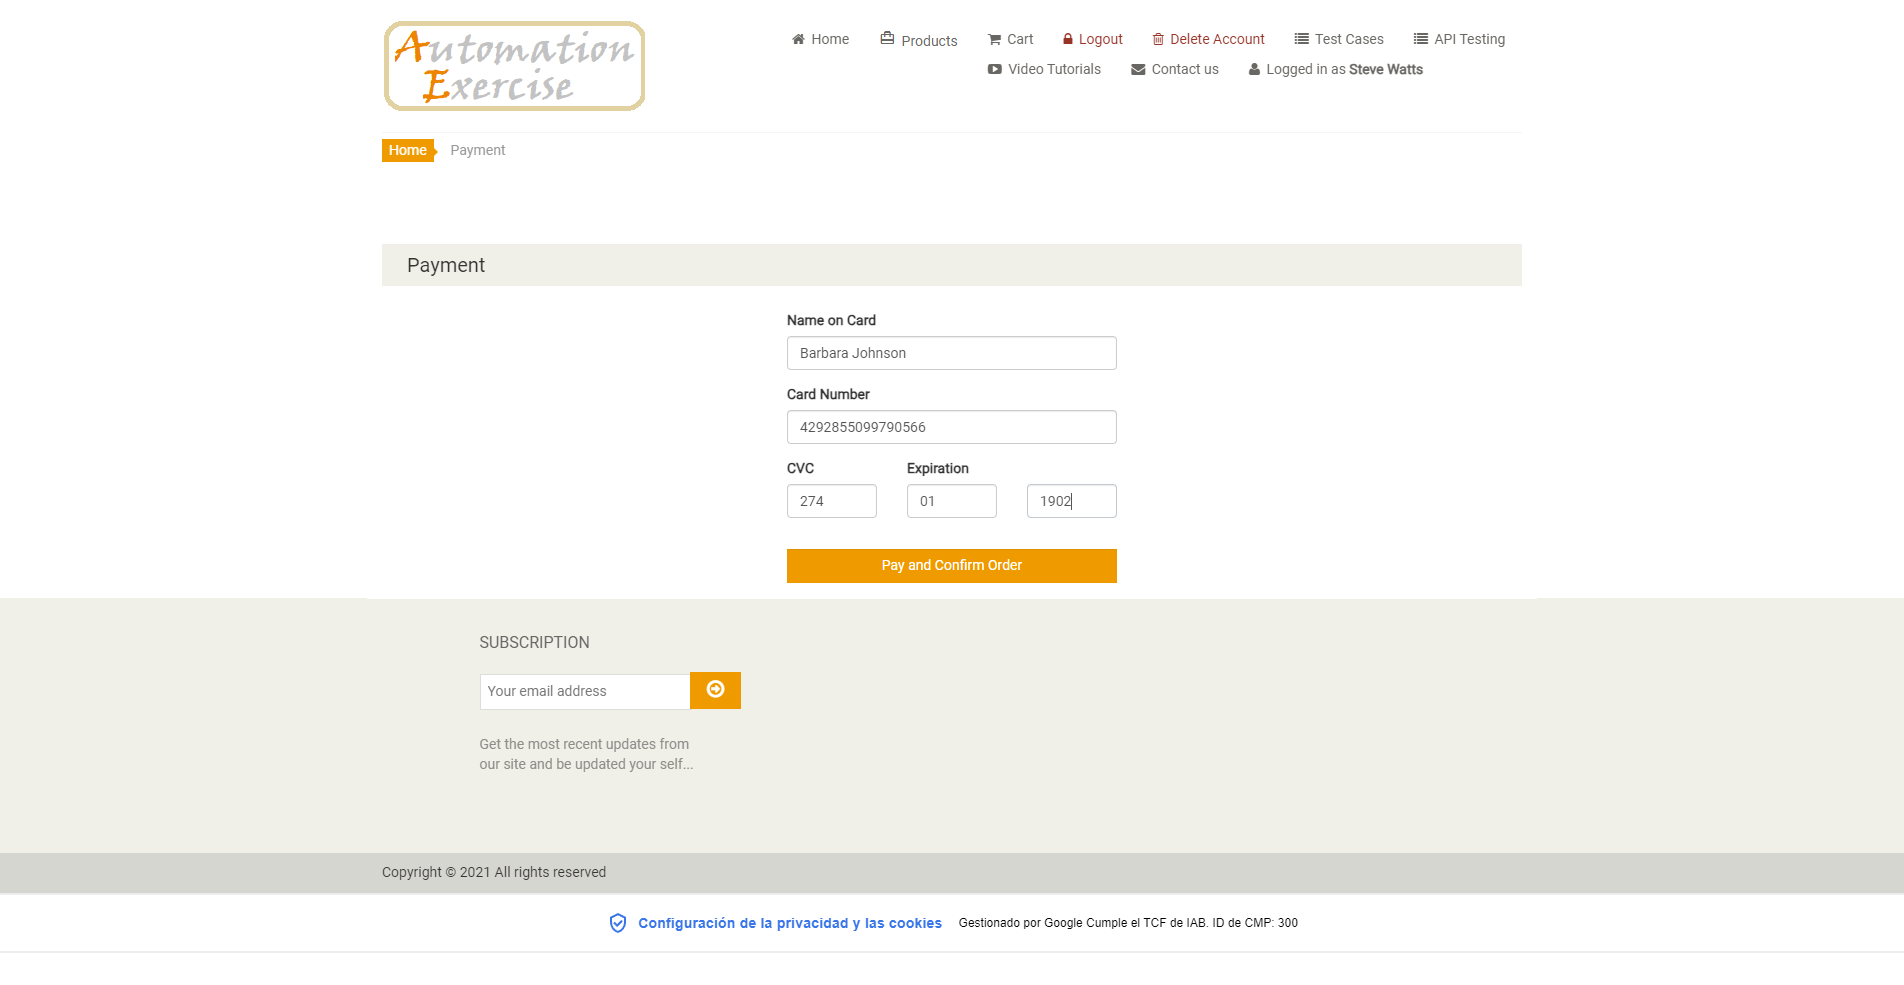 Automation
Exercise
Home Products Cart Logout Delete Account Test Cases API Testing
Video Tutorials Contact us Logged in as Steve Watts
Home Payment
Payment
Name on Card
Barbara Johnson
Card Number
4292855099790566
CVC Expiration
274 01 1902
Pay and Confirm Order
SUBSCRIPTION
Your email address
Get the most recent updates from
our site and be updated your self...
Copyright © 2021 All rights reserved
Configuración de la privacidad y las cookies Gestionado por Google Cumple el TCF de IAB. ID de CMP: 300